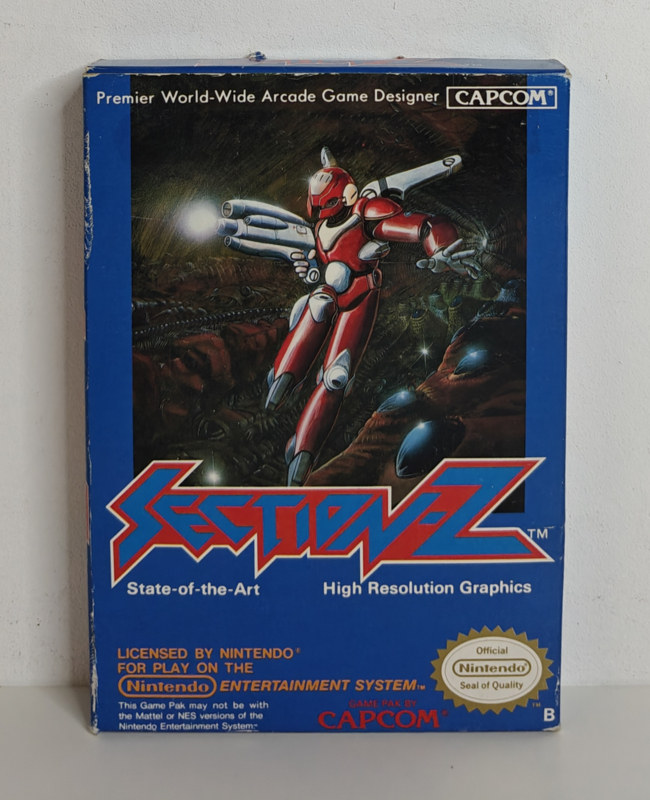 Premier World-Wide Arcade Game Designer CAPCOM®
SECTION-Z™
State-of-the-Art High Resolution Graphics
LICENSED BY NINTENDO®
FOR PLAY ON THE
Nintendo ENTERTAINMENT SYSTEM™
This Game Pak may not be with
the Mattel or NES versions of the
Nintendo Entertainment System™
GAME PAK BY
CAPCOM®
Official
Nintendo®
Seal of Quality
TM
B